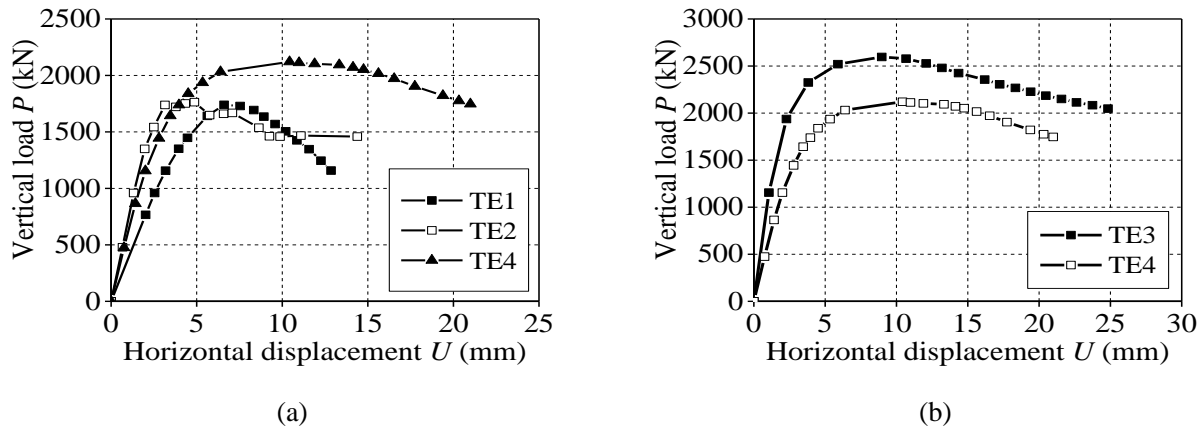 2500
2000
1500
1000
500
0
Vertical load P (kN)
TE1
TE2
TE4
0 5 10 15 20 25
Horizontal displacement U (mm)
(a)
3000
2500
2000
1500
1000
500
0
Vertical load P (kN)
TE3
TE4
0 5 10 15 20 25 30
Horizontal displacement U (mm)
(b)